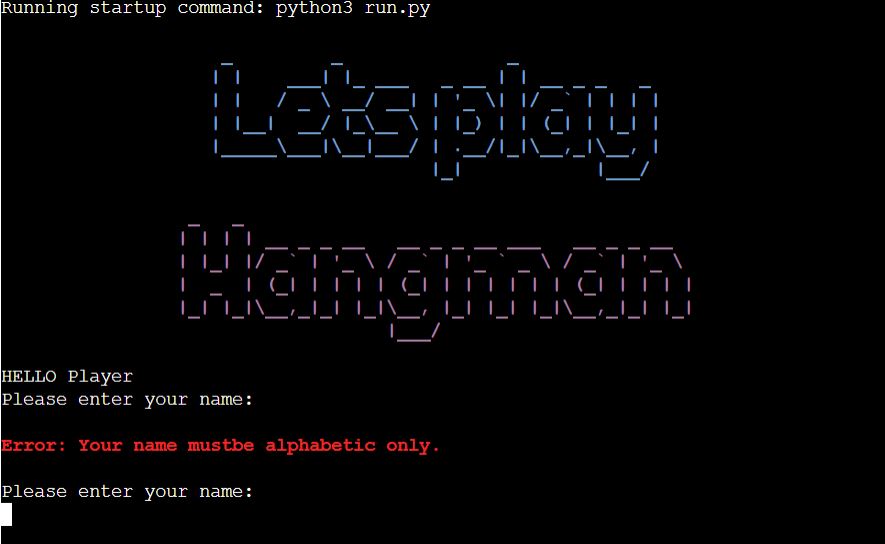 Running startup command: python3 run.py
Lets play
Hangman
HELLO Player
Please enter your name:
Error: Your name mustbe alphabetic only.
Please enter your name: